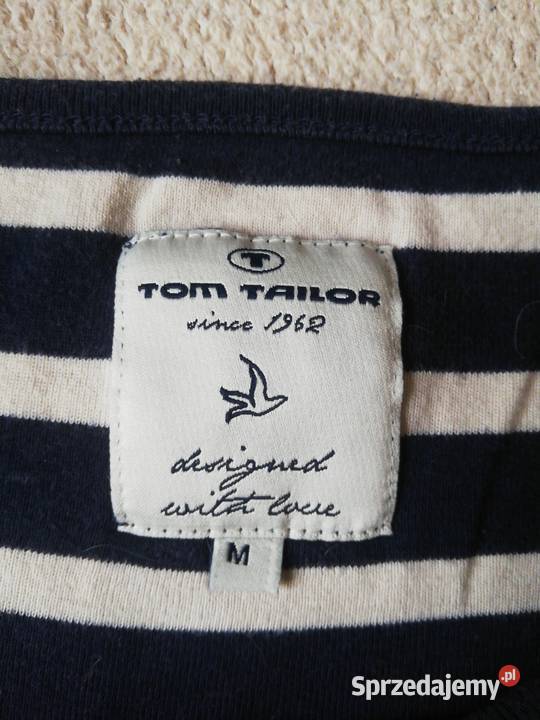 T
TOM TAILOR
since 1962
designed
with love
M
Sprzedajemy.pl